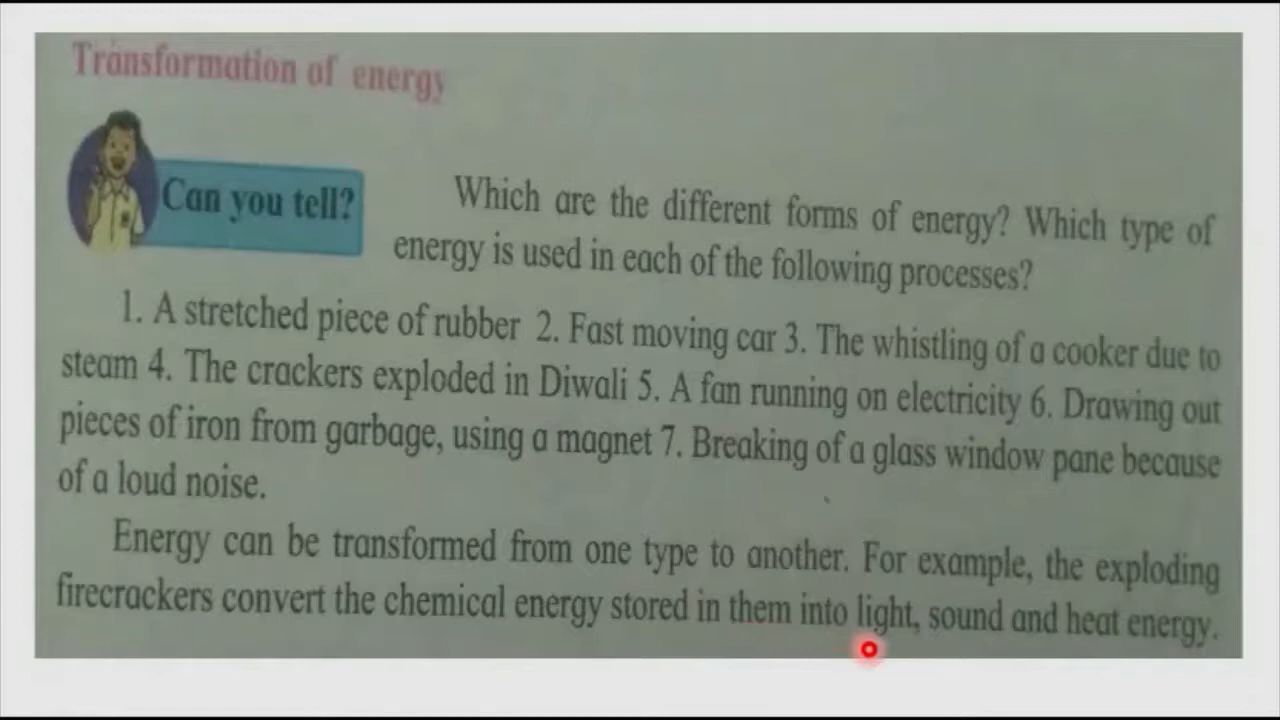 Transformation of energy
Can you tell?
Which are the different forms of energy? Which type of
energy is used in each of the following processes?
1. A stretched piece of rubber 2. Fast moving car 3. The whistling of a cooker due to
steam 4. The crackers exploded in Diwali 5. A fan running on electricity 6. Drawing out
pieces of iron from garbage, using a magnet 7. Breaking of a glass window pane because
of a loud noise.
Energy can be transformed from one type to another. For example, the exploding
firecrackers convert the chemical energy stored in them into light, sound and heat energy.